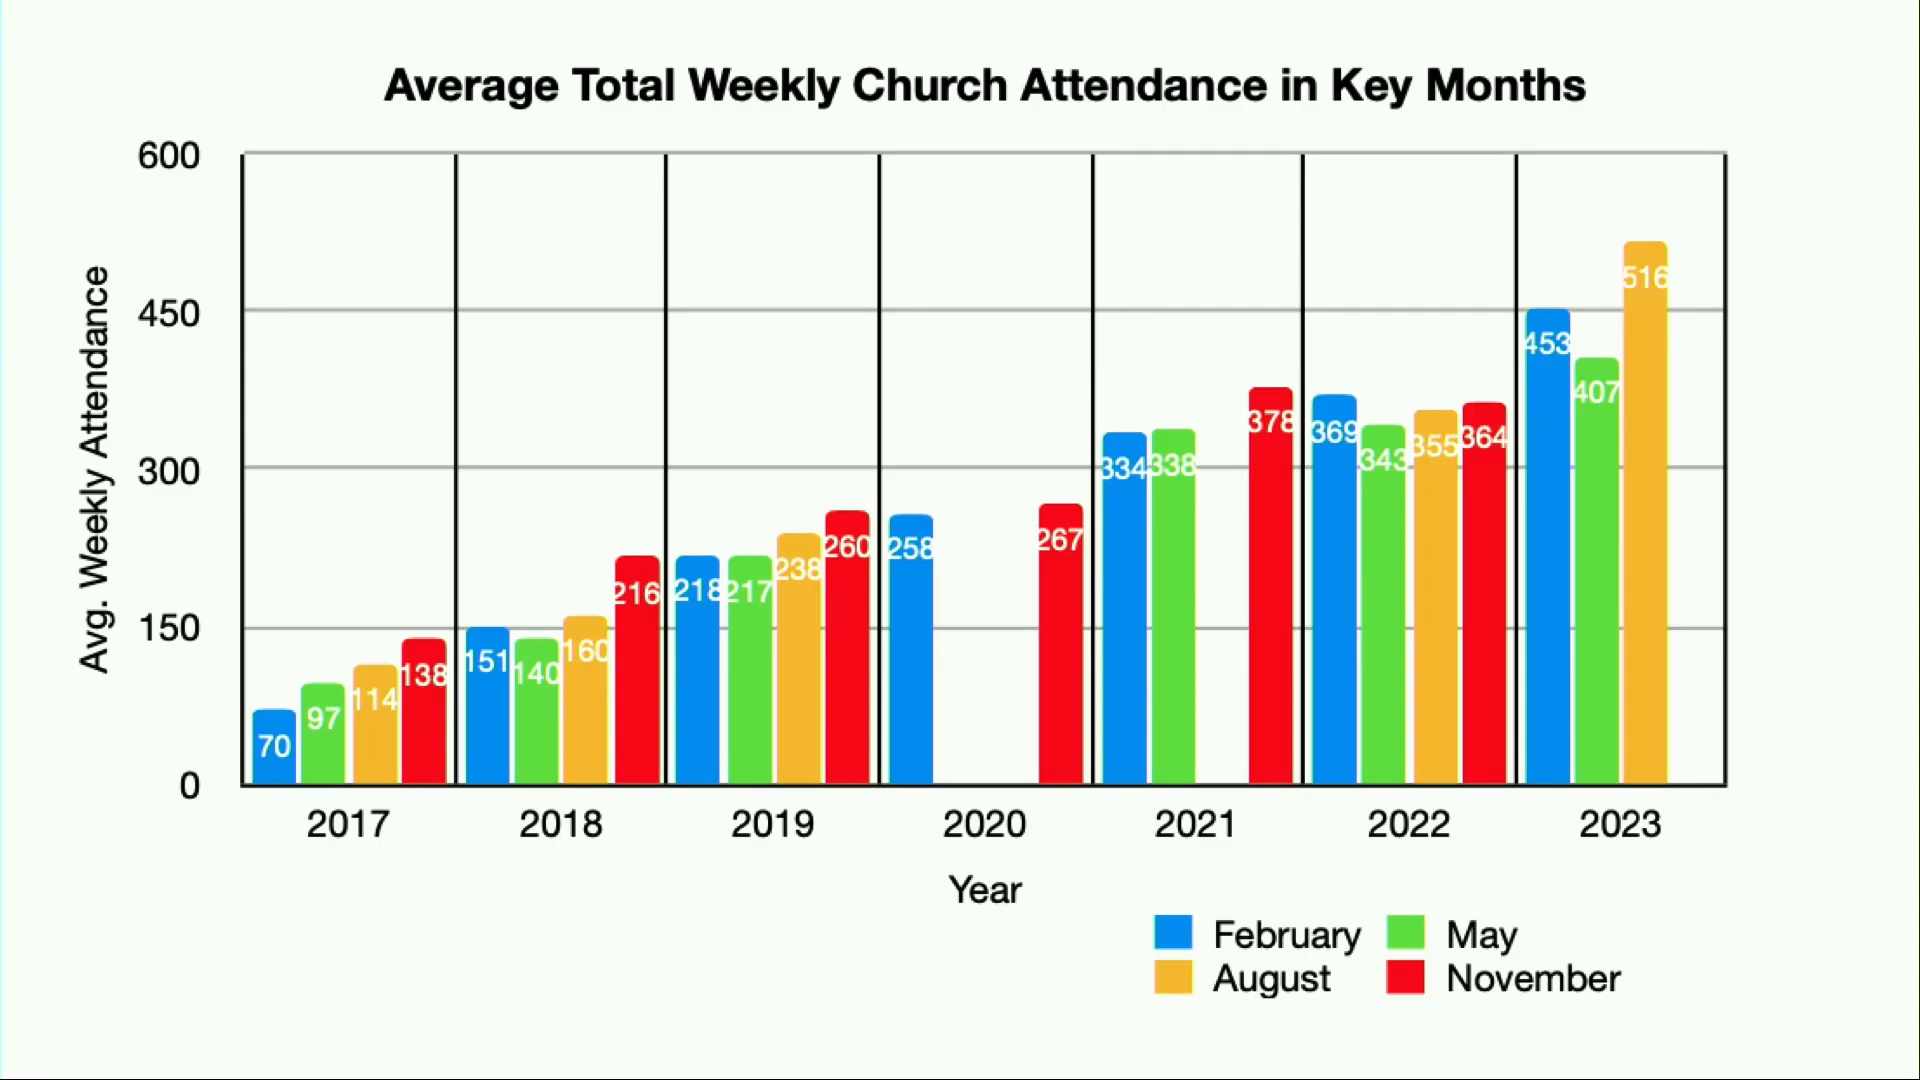 Average Total Weekly Church Attendance in Key Months
600
450
300
150
0
Avg. Weekly Attendance
70 97 114 138 151 140 160 216 218 217 238 260 258 267 334 338 378 369 343 355 364 453 407 516
2017 2018 2019 2020 2021 2022 2023
Year
February May
August November